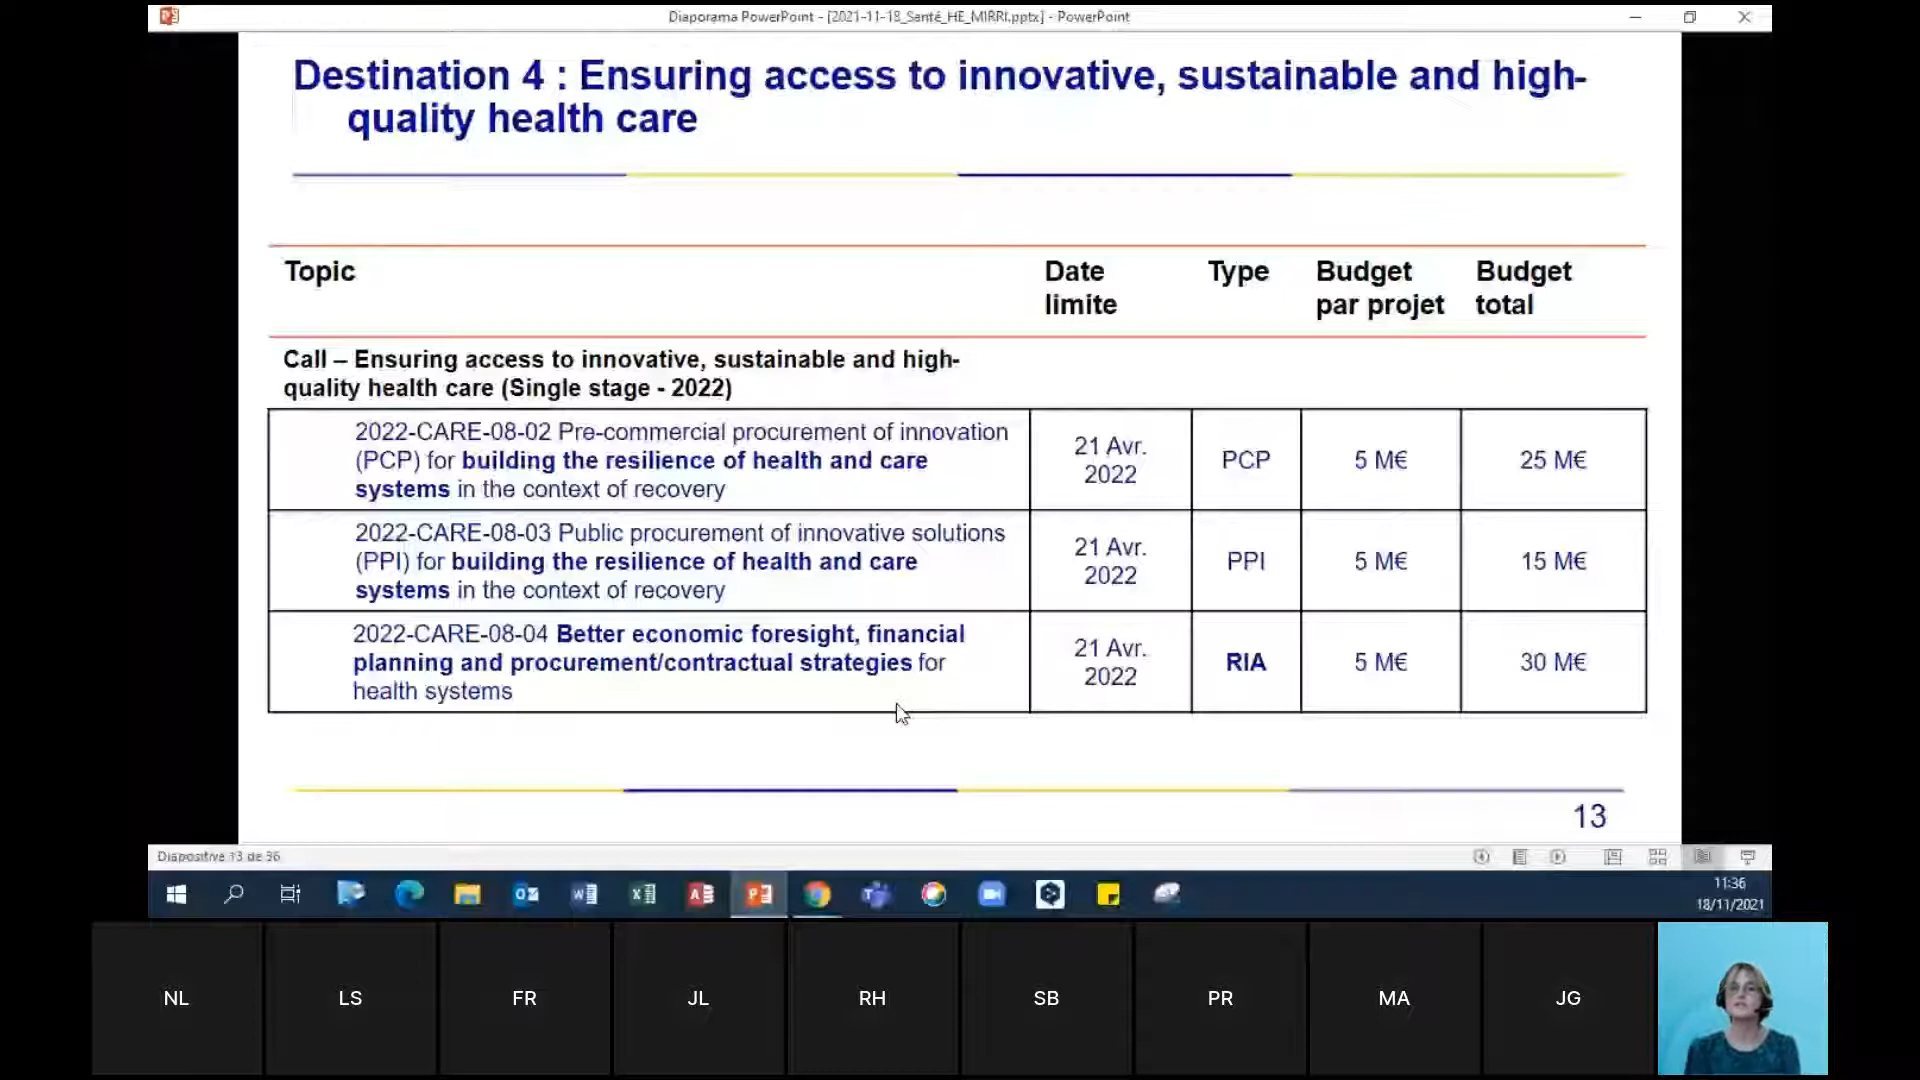 Diaporama PowerPoint - [2021-11-18_Santé_HE_MIRRI.pptx] - PowerPoint
Destination 4 : Ensuring access to innovative, sustainable and high-
quality health care
Topic
Date
limite
Type
Budget
par projet
Budget
total
Call – Ensuring access to innovative, sustainable and high-
quality health care (Single stage - 2022)
2022-CARE-08-02 Pre-commercial procurement of innovation
(PCP) for building the resilience of health and care
systems in the context of recovery
21 Avr.
2022
PCP
5 M€
25 M€
2022-CARE-08-03 Public procurement of innovative solutions
(PPI) for building the resilience of health and care
systems in the context of recovery
21 Avr.
2022
PPI
5 M€
15 M€
2022-CARE-08-04 Better economic foresight, financial
planning and procurement/contractual strategies for
health systems
21 Avr.
2022
RIA
5 M€
30 M€
13
Diapositive 13 de 36
11:36
18/11/2021
NL
LS
FR
JL
RH
SB
PR
MA
JG